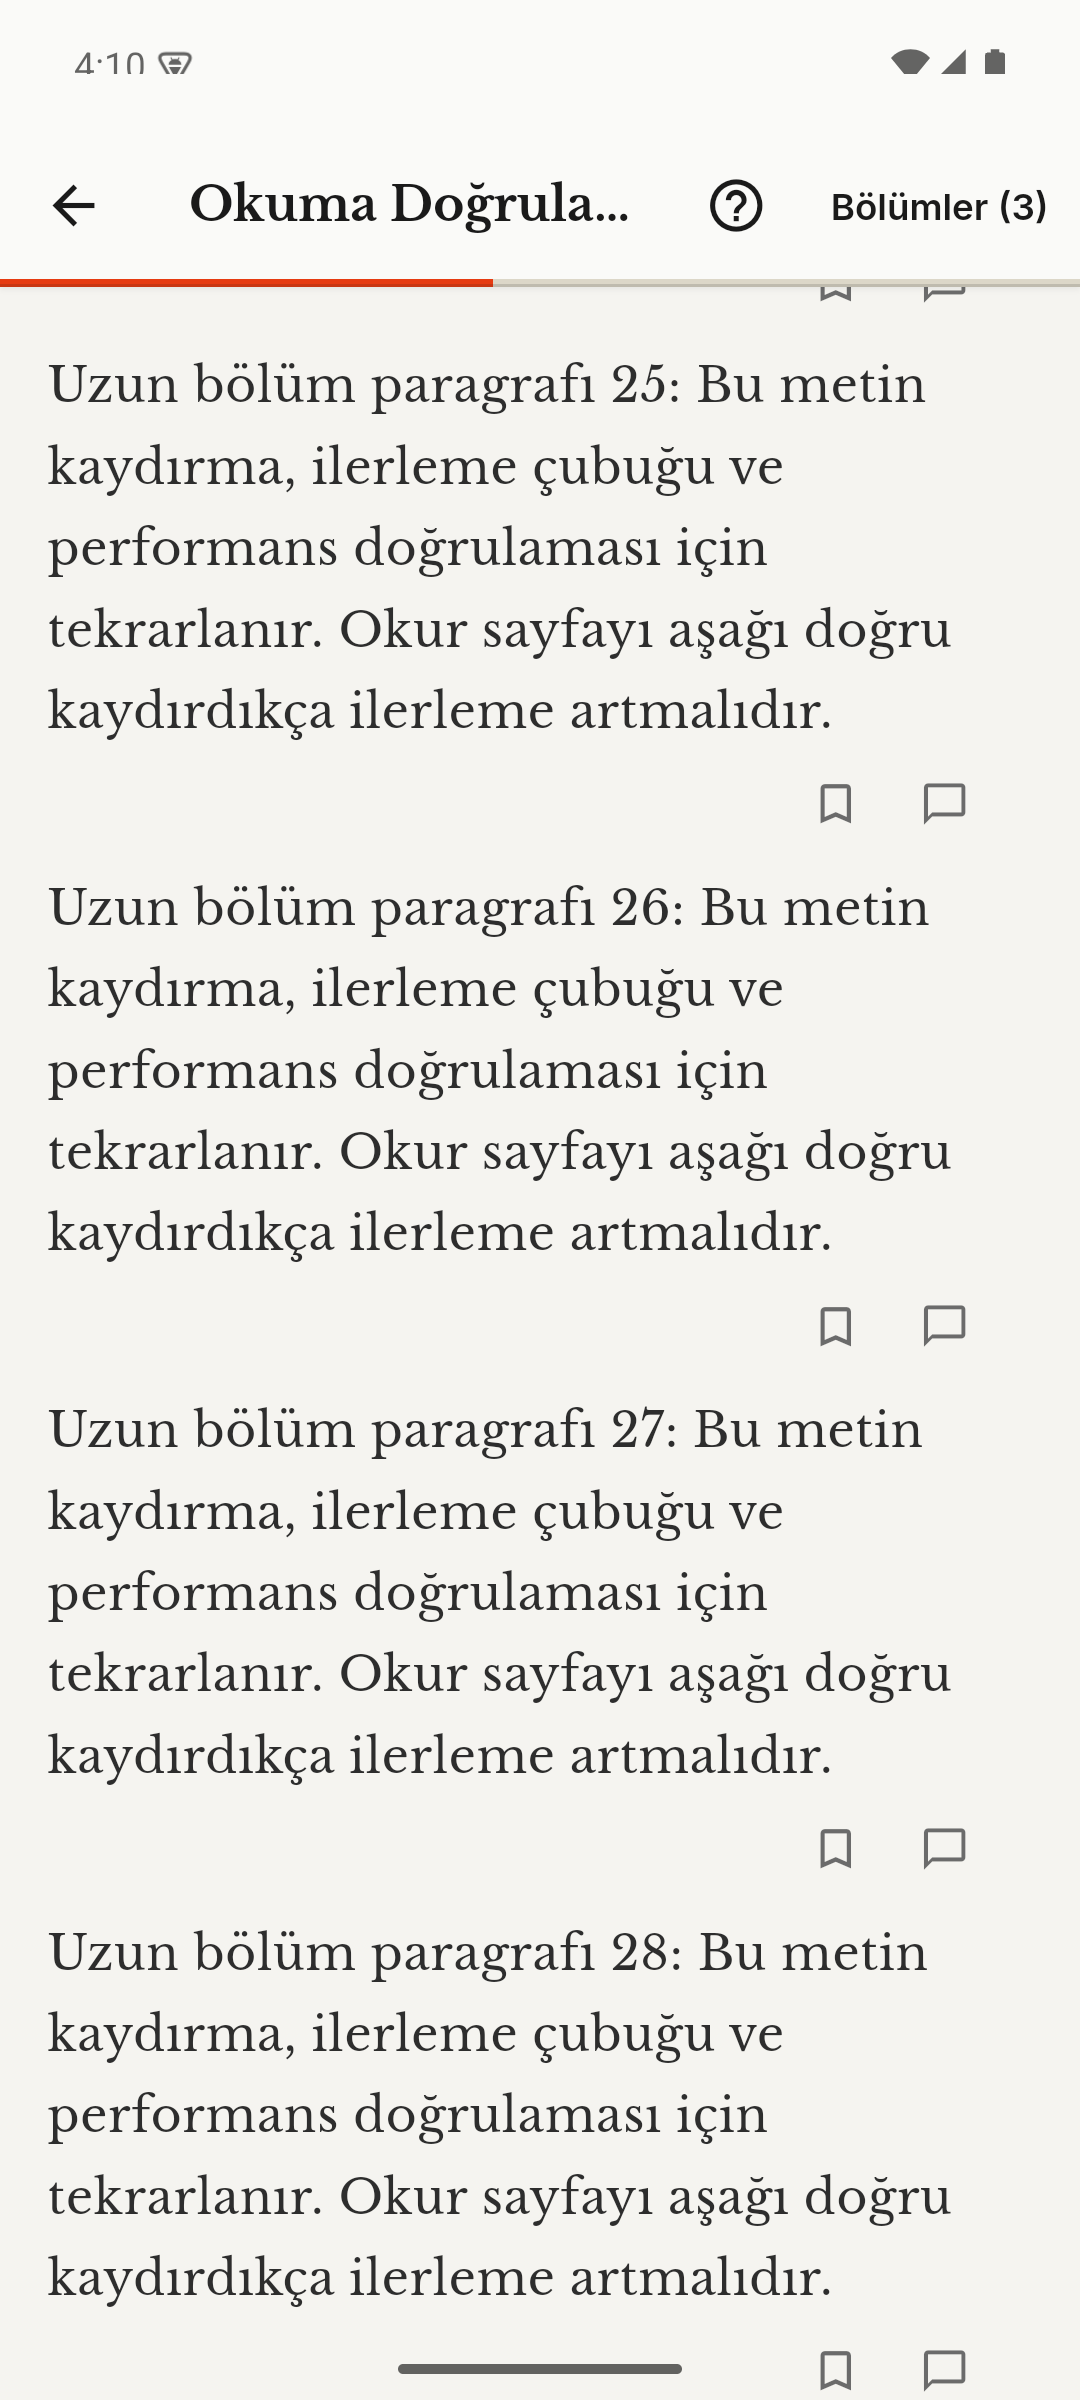 4:10
Okuma Doğrula...
Bölümler (3)
Uzun bölüm paragrafı 25: Bu metin
kaydırma, ilerleme çubuğu ve
performans doğrulaması için
tekrarlanır. Okur sayfayı aşağı doğru
kaydırdıkça ilerleme artmalıdır.
Uzun bölüm paragrafı 26: Bu metin
kaydırma, ilerleme çubuğu ve
performans doğrulaması için
tekrarlanır. Okur sayfayı aşağı doğru
kaydırdıkça ilerleme artmalıdır.
Uzun bölüm paragrafı 27: Bu metin
kaydırma, ilerleme çubuğu ve
performans doğrulaması için
tekrarlanır. Okur sayfayı aşağı doğru
kaydırdıkça ilerleme artmalıdır.
Uzun bölüm paragrafı 28: Bu metin
kaydırma, ilerleme çubuğu ve
performans doğrulaması için
tekrarlanır. Okur sayfayı aşağı doğru
kaydırdıkça ilerleme artmalıdır.